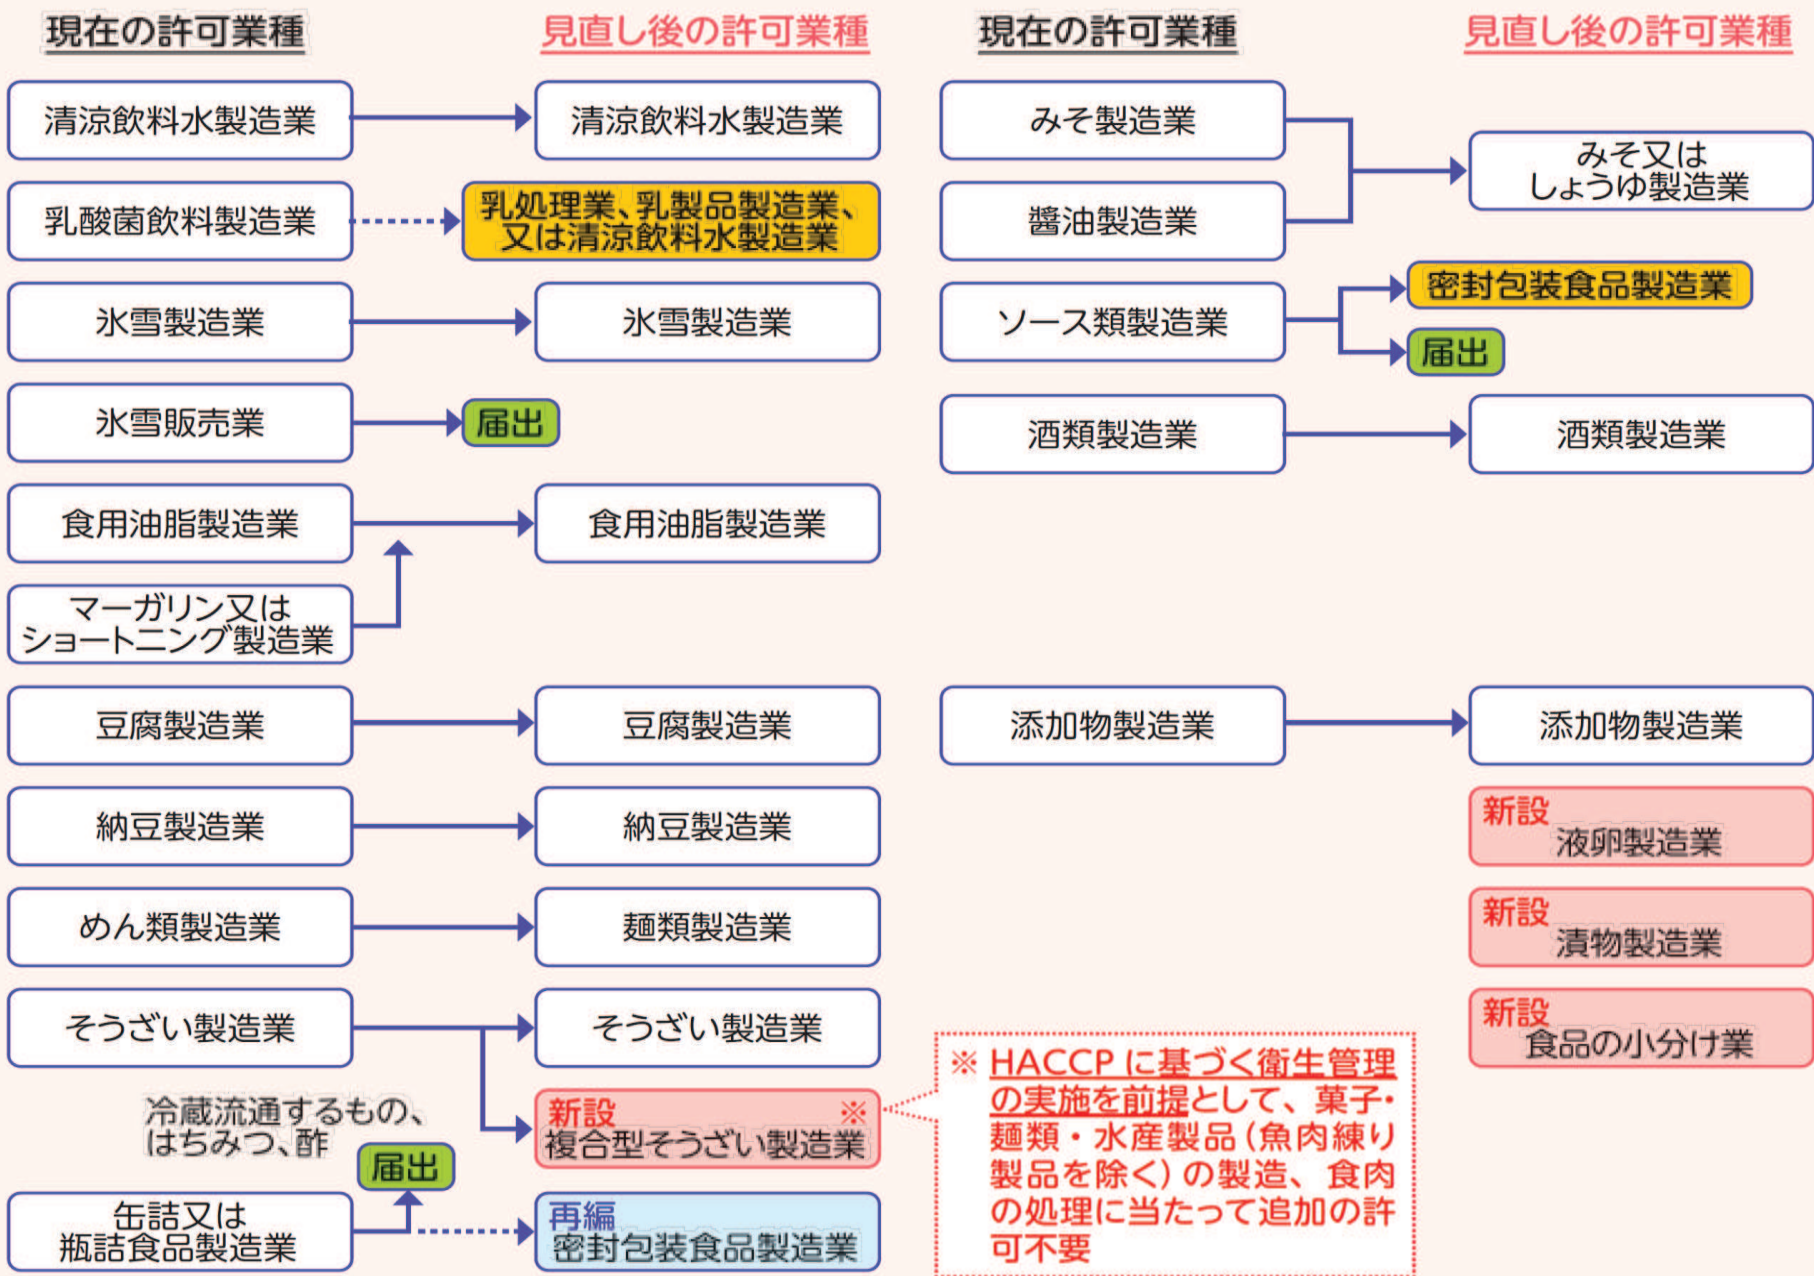 現在の許可業種
見直し後の許可業種
清涼飲料水製造業
清涼飲料水製造業
乳酸菌飲料製造業
乳処理業、乳製品製造業、
又は清涼飲料水製造業
氷雪製造業
氷雪製造業
氷雪販売業
届出
食用油脂製造業
食用油脂製造業
マーガリン又は
ショートニング製造業
豆腐製造業
豆腐製造業
納豆製造業
納豆製造業
めん類製造業
麺類製造業
そうざい製造業
そうざい製造業
新設 ※
複合型そうざい製造業
冷蔵流通するもの、
はちみつ、酢
届出
缶詰又は
瓶詰食品製造業
再編
密封包装食品製造業
現在の許可業種
見直し後の許可業種
みそ製造業
醬油製造業
みそ又は
しょうゆ製造業
ソース類製造業
密封包装食品製造業
届出
酒類製造業
酒類製造業
添加物製造業
添加物製造業
新設
液卵製造業
新設
漬物製造業
新設
食品の小分け業
※ HACCP に基づく衛生管理
の実施を前提として、菓子・
麺類・水産製品(魚肉練り
製品を除く)の製造、食肉
の処理に当たって追加の許
可不要